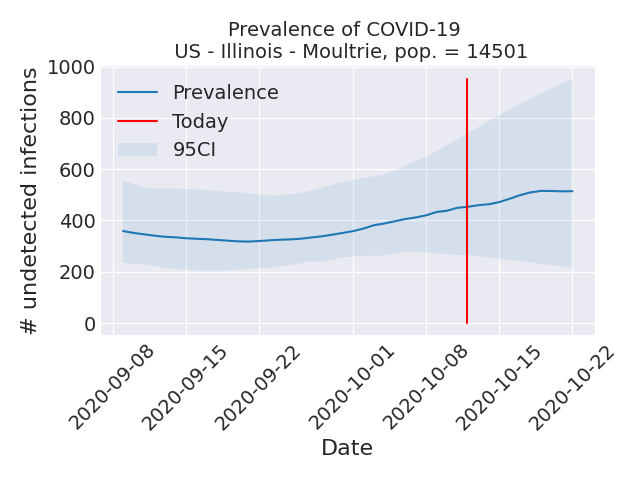 Prevalence of COVID-19
US - Illinois - Moultrie, pop. = 14501
# undetected infections
1000
800
600
400
200
0
Prevalence
Today
95CI
2020-09-08
2020-09-15
2020-09-22
2020-10-01
2020-10-08
2020-10-15
2020-10-22
Date